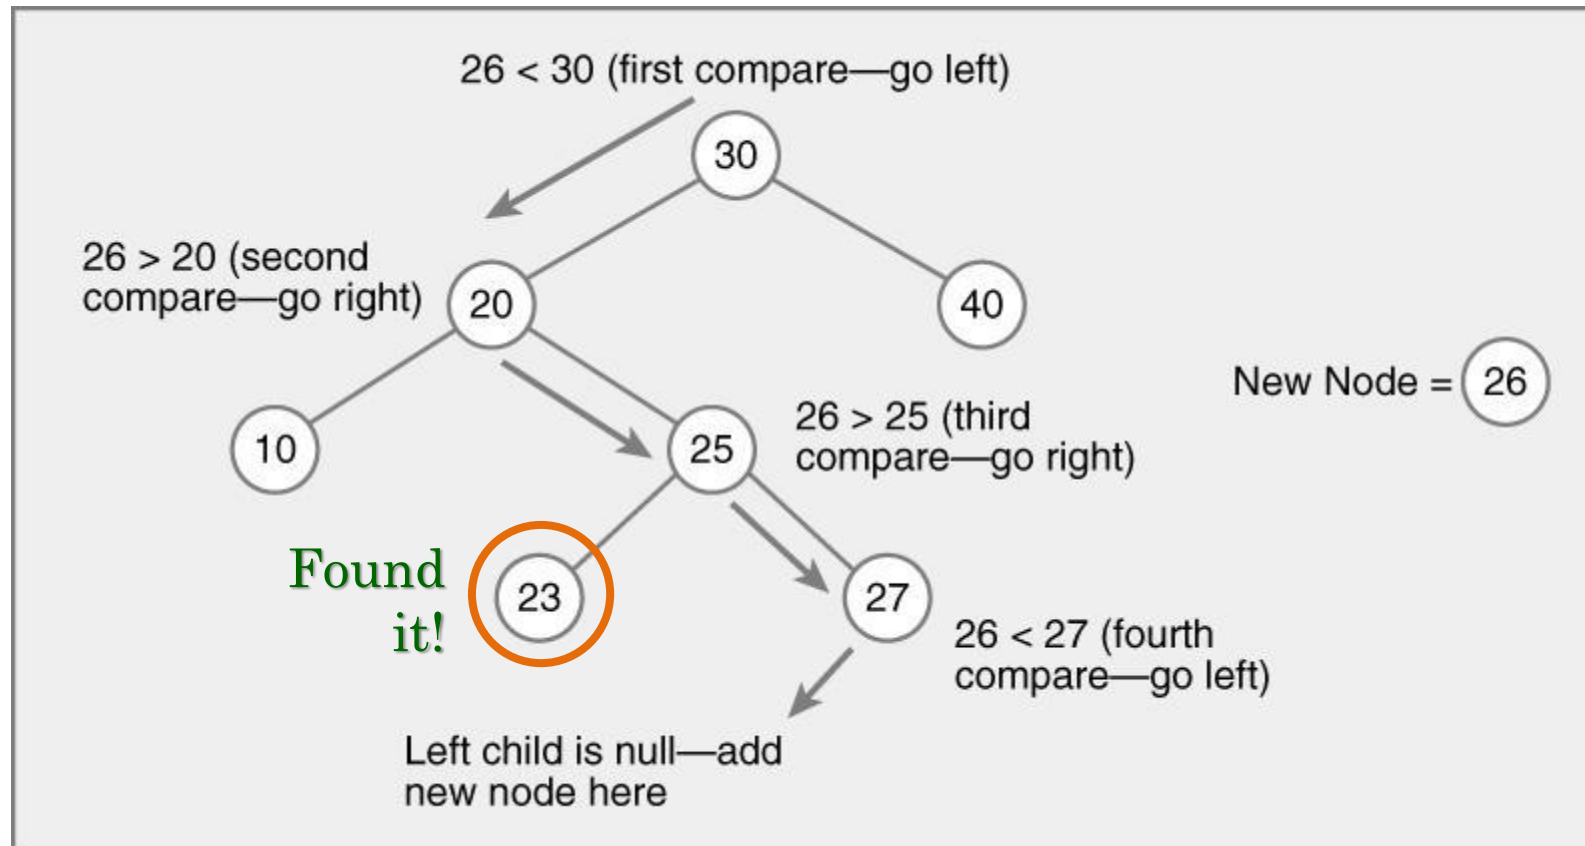 26 < 30 (first compare—go left)
30
26 > 20 (second
compare—go right)
20
40
New Node = 26
10
25
26 > 25 (third
compare—go right)
Found
it!
23
27
26 < 27 (fourth
compare—go left)
Left child is null—add
new node here